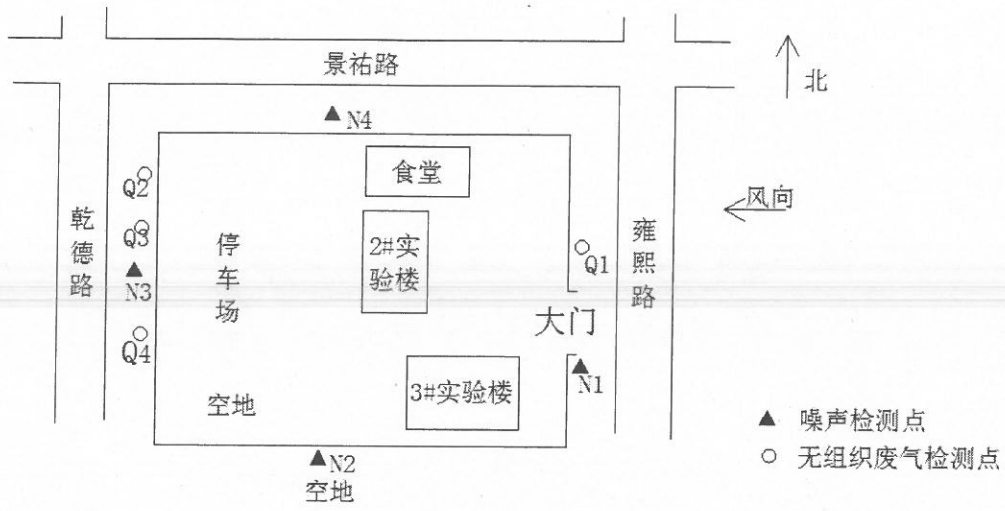 景祐路
北
N4
食堂
Q2
风向
乾德路
Q3
停车场
2#实
验楼
Q1
雍熙路
N3
大门
Q4
3#实验楼
N1
空地
噪声检测点
N2
无组织废气检测点
空地